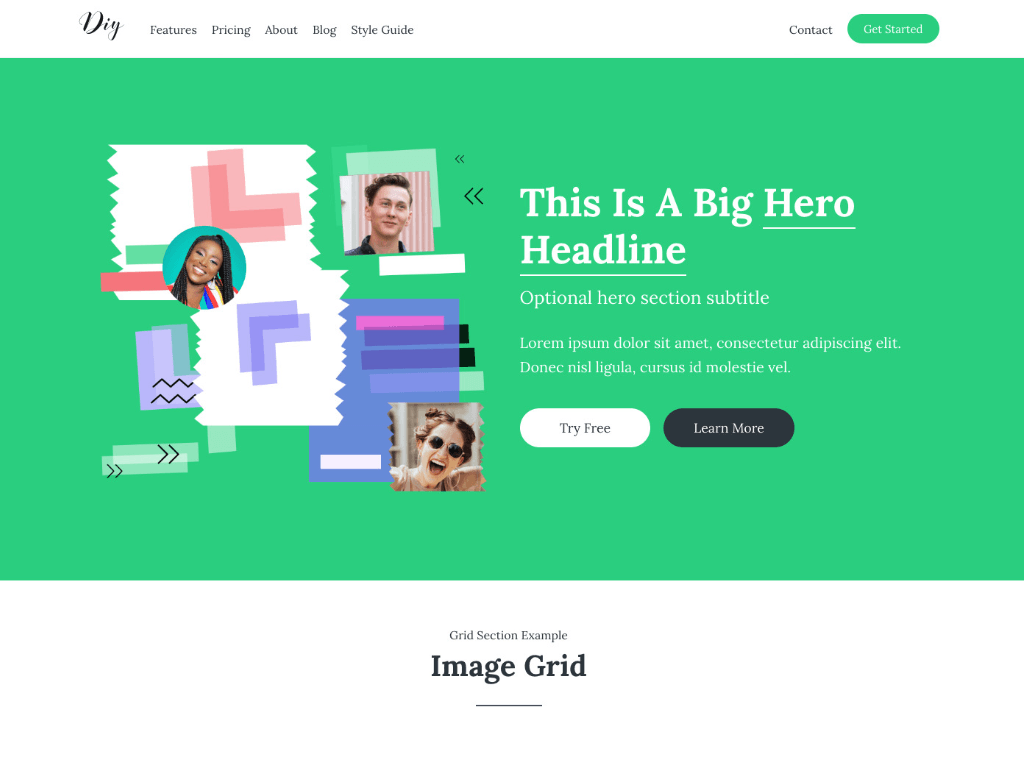 Diy
Features Pricing About Blog Style Guide
Contact Get Started
This Is A Big Hero
Headline
Optional hero section subtitle
Lorem ipsum dolor sit amet, consectetur adipiscing elit.
Donec nisl ligula, cursus id molestie vel.
Try Free Learn More
Grid Section Example
Image Grid